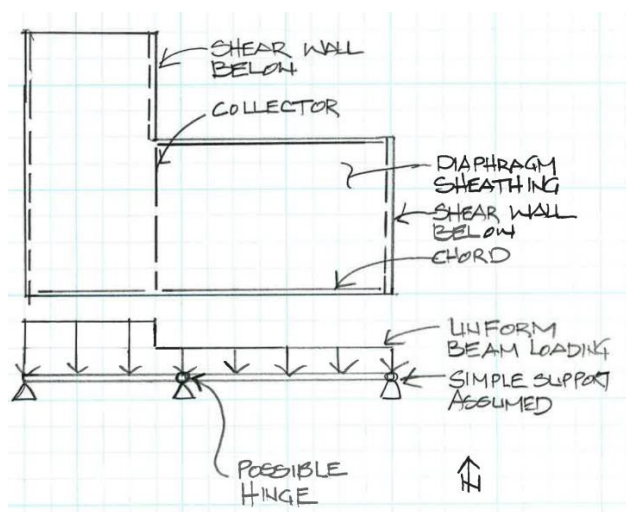 SHEAR WALL
BELOW
COLLECTOR
DIAPHRAGM
SHEATHING
SHEAR WALL
BELOW
CHORD
UNIFORM
BEAM LOADING
SIMPLE SUPPORT
ASSUMED
POSSIBLE
HINGE
N